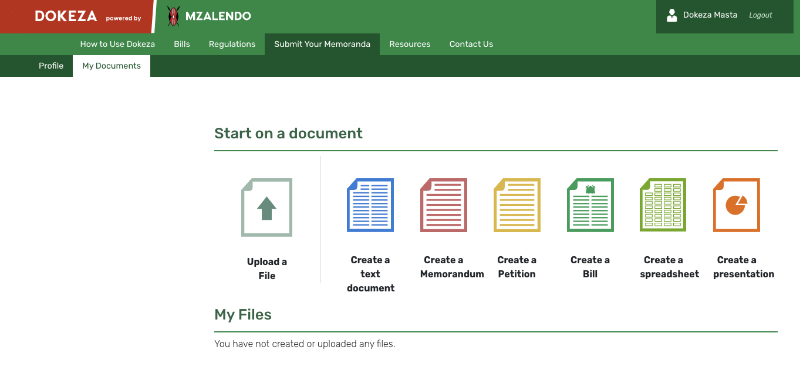 DOKEZA powered by MZALENDO
Dokeza Masta Logout
How to Use Dokeza Bills Regulations Submit Your Memoranda Resources Contact Us
Profile My Documents
Start on a document
Upload a
File
Create a
text
document
Create a
Memorandum
Create a
Petition
Create a
Bill
Create a
spreadsheet
Create a
presentation
My Files
You have not created or uploaded any files.